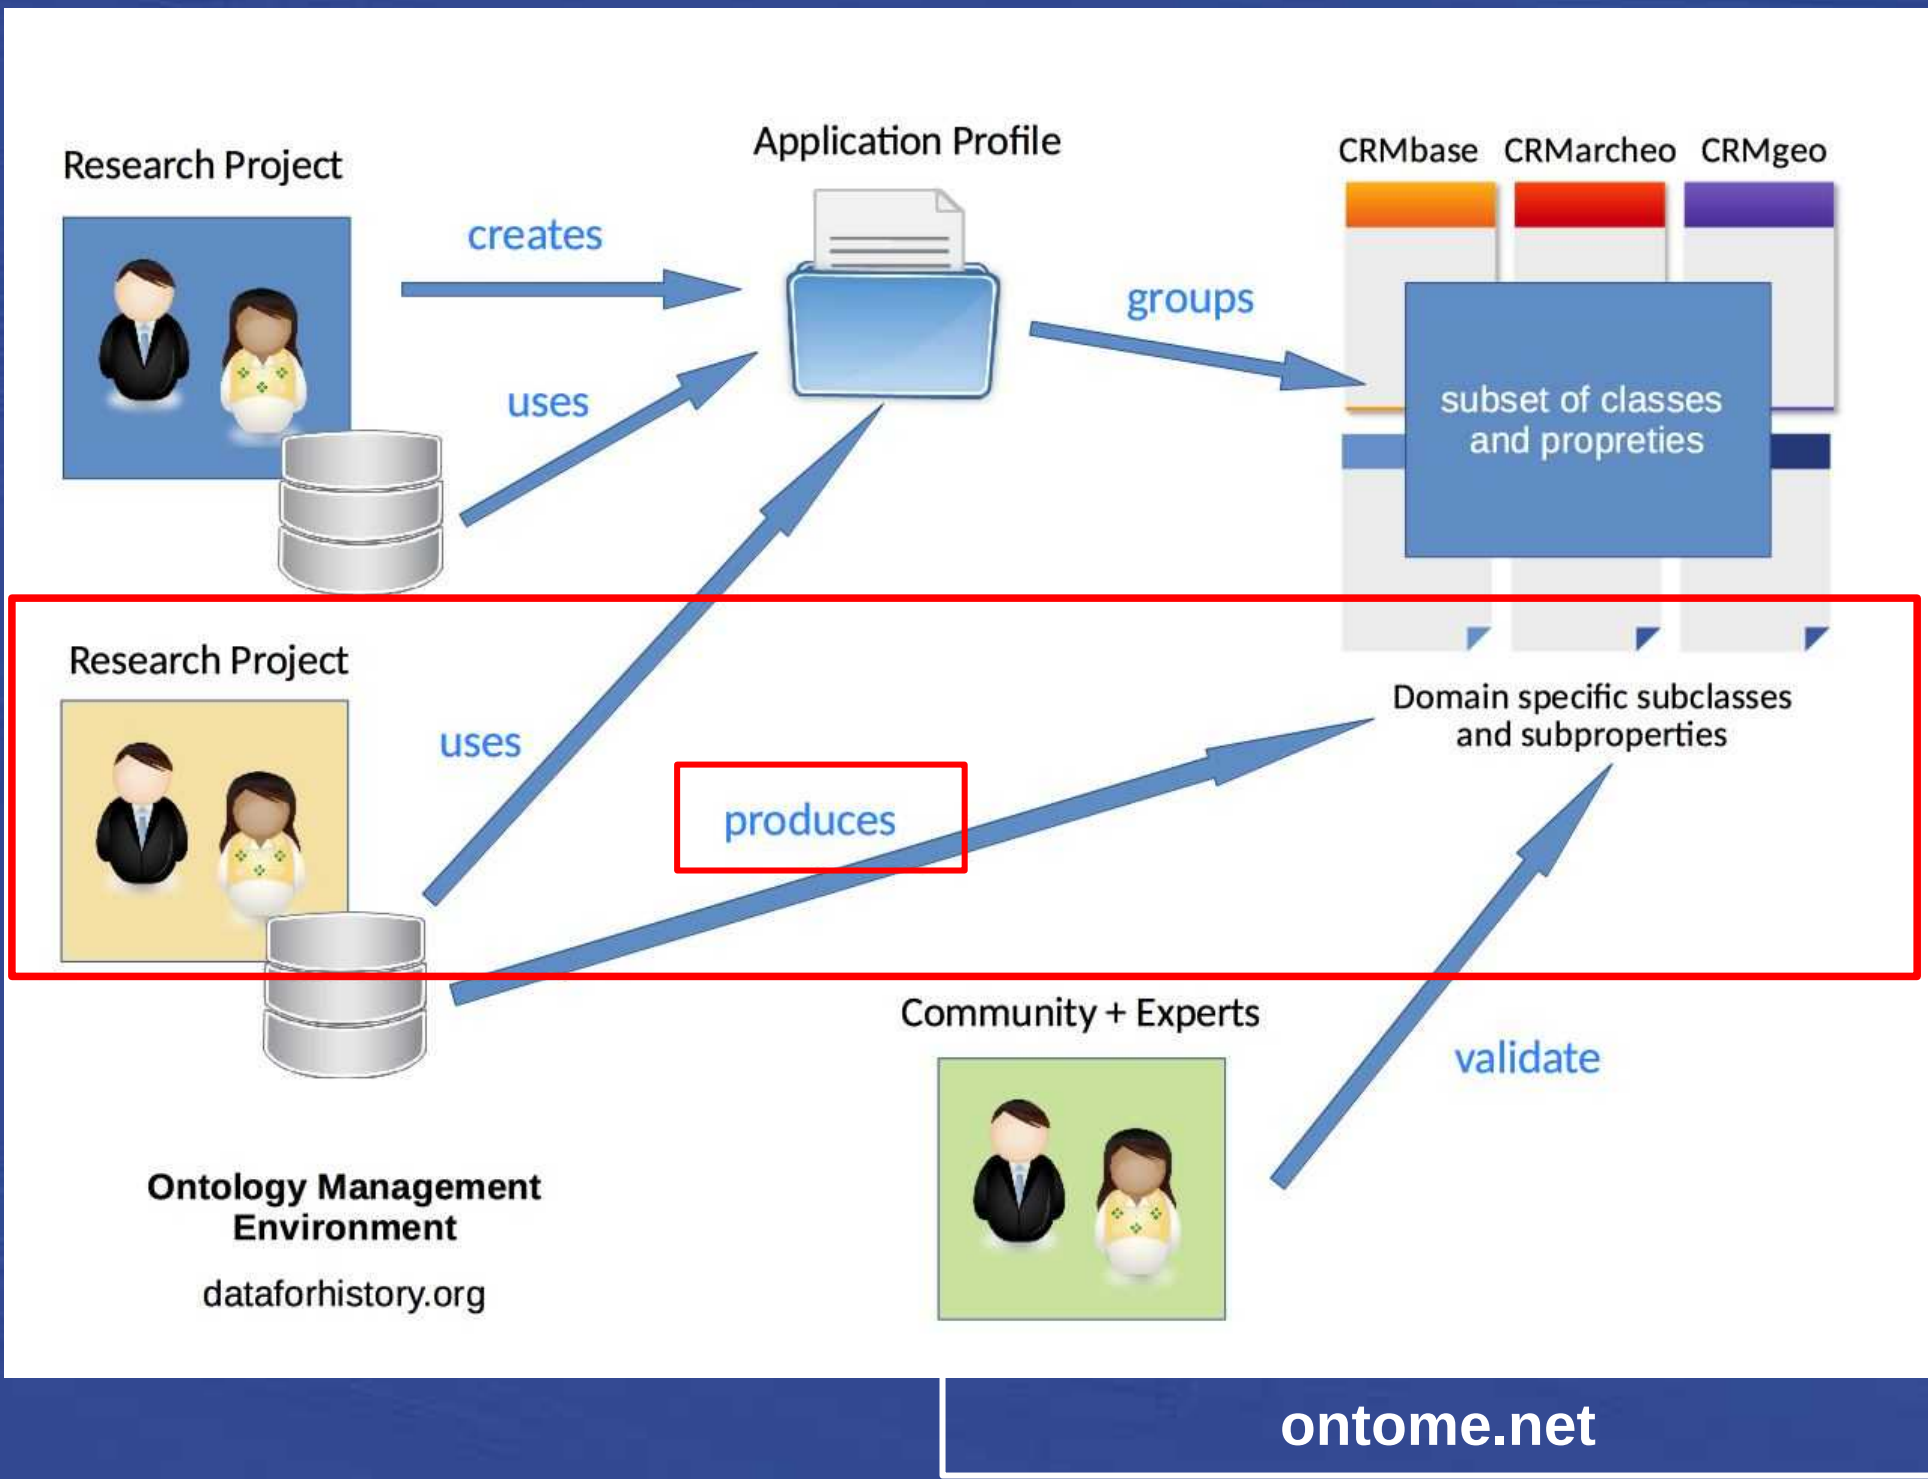 Application Profile
CRMbase CRMarcheo CRMgeo
Research Project
creates
groups
uses
subset of classes
and propreties
Research Project
Domain specific subclasses
and subproperties
uses
produces
Community + Experts
validate
Ontology Management
Environment
dataforhistory.org
ontome.net